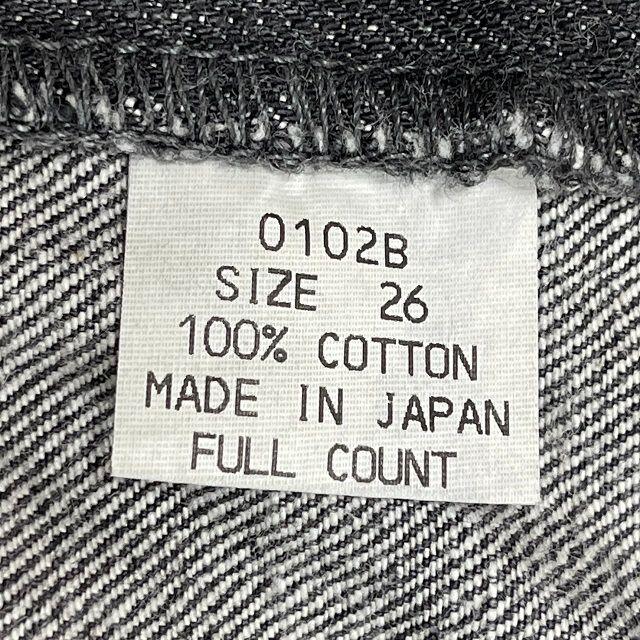 0102B
SIZE 26
100% COTTON
MADE IN JAPAN
FULL COUNT